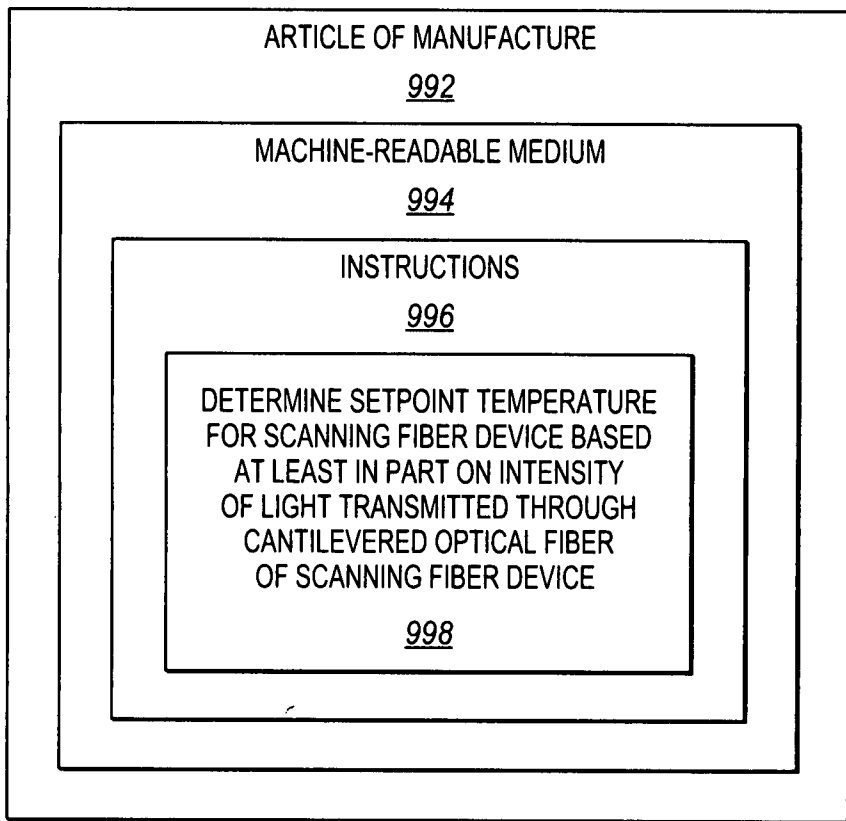 ARTICLE OF MANUFACTURE
992
MACHINE-READABLE MEDIUM
994
INSTRUCTIONS
996
DETERMINE SETPOINT TEMPERATURE
FOR SCANNING FIBER DEVICE BASED
AT LEAST IN PART ON INTENSITY
OF LIGHT TRANSMITTED THROUGH
CANTILEVERED OPTICAL FIBER
OF SCANNING FIBER DEVICE
998